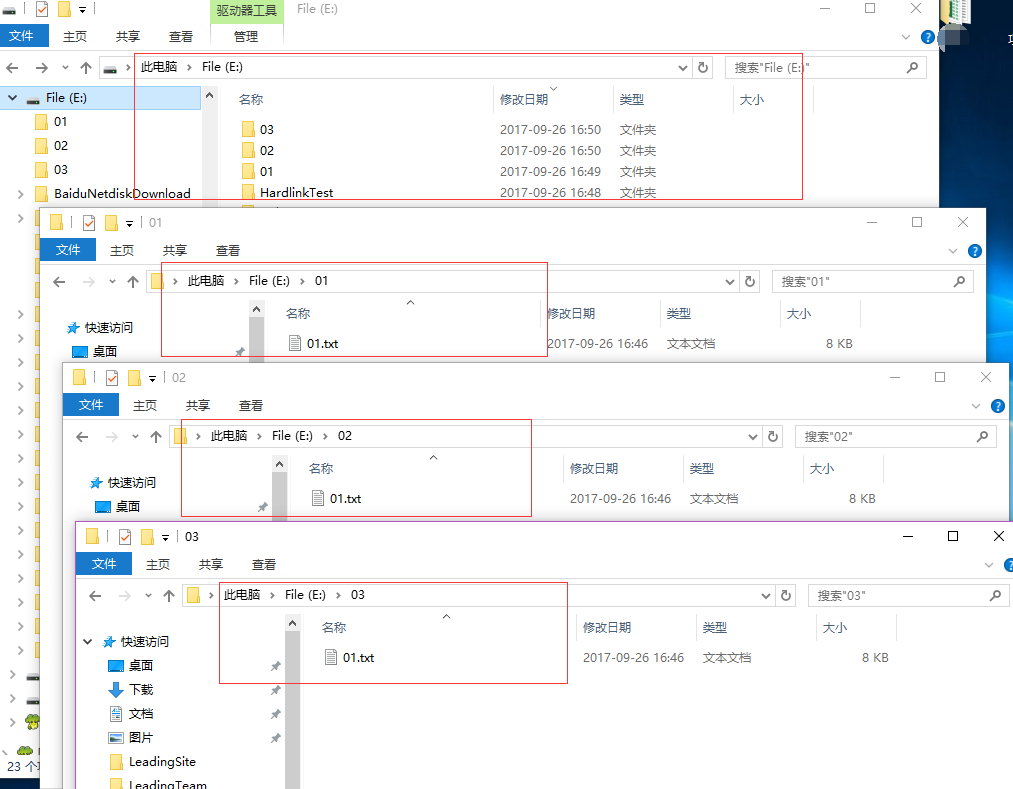 驱动器工具 File (E:)
文件 主页 共享 查看 管理
此电脑 File (E:) 搜索"File (E:)"
File (E:) 名称 修改日期 类型 大小
01
03 2017-09-26 16:50 文件夹
02
02 2017-09-26 16:50 文件夹
03
01 2017-09-26 16:49 文件夹
BaiduNetdiskDownload
HardlinkTest 2017-09-26 16:48 文件夹
01
文件 主页 共享 查看
此电脑 File (E:) 01 搜索"01"
名称 修改日期 类型 大小
快速访问
01.txt 2017-09-26 16:46 文本文档 8 KB
桌面
02
文件 主页 共享 查看
此电脑 File (E:) 02 搜索"02"
名称 修改日期 类型 大小
快速访问
01.txt 2017-09-26 16:46 文本文档 8 KB
桌面
03
文件 主页 共享 查看
此电脑 File (E:) 03 搜索"03"
名称 修改日期 类型 大小
快速访问
01.txt 2017-09-26 16:46 文本文档 8 KB
桌面
下载
文档
图片
LeadingSite
LeadingTeam
23 个